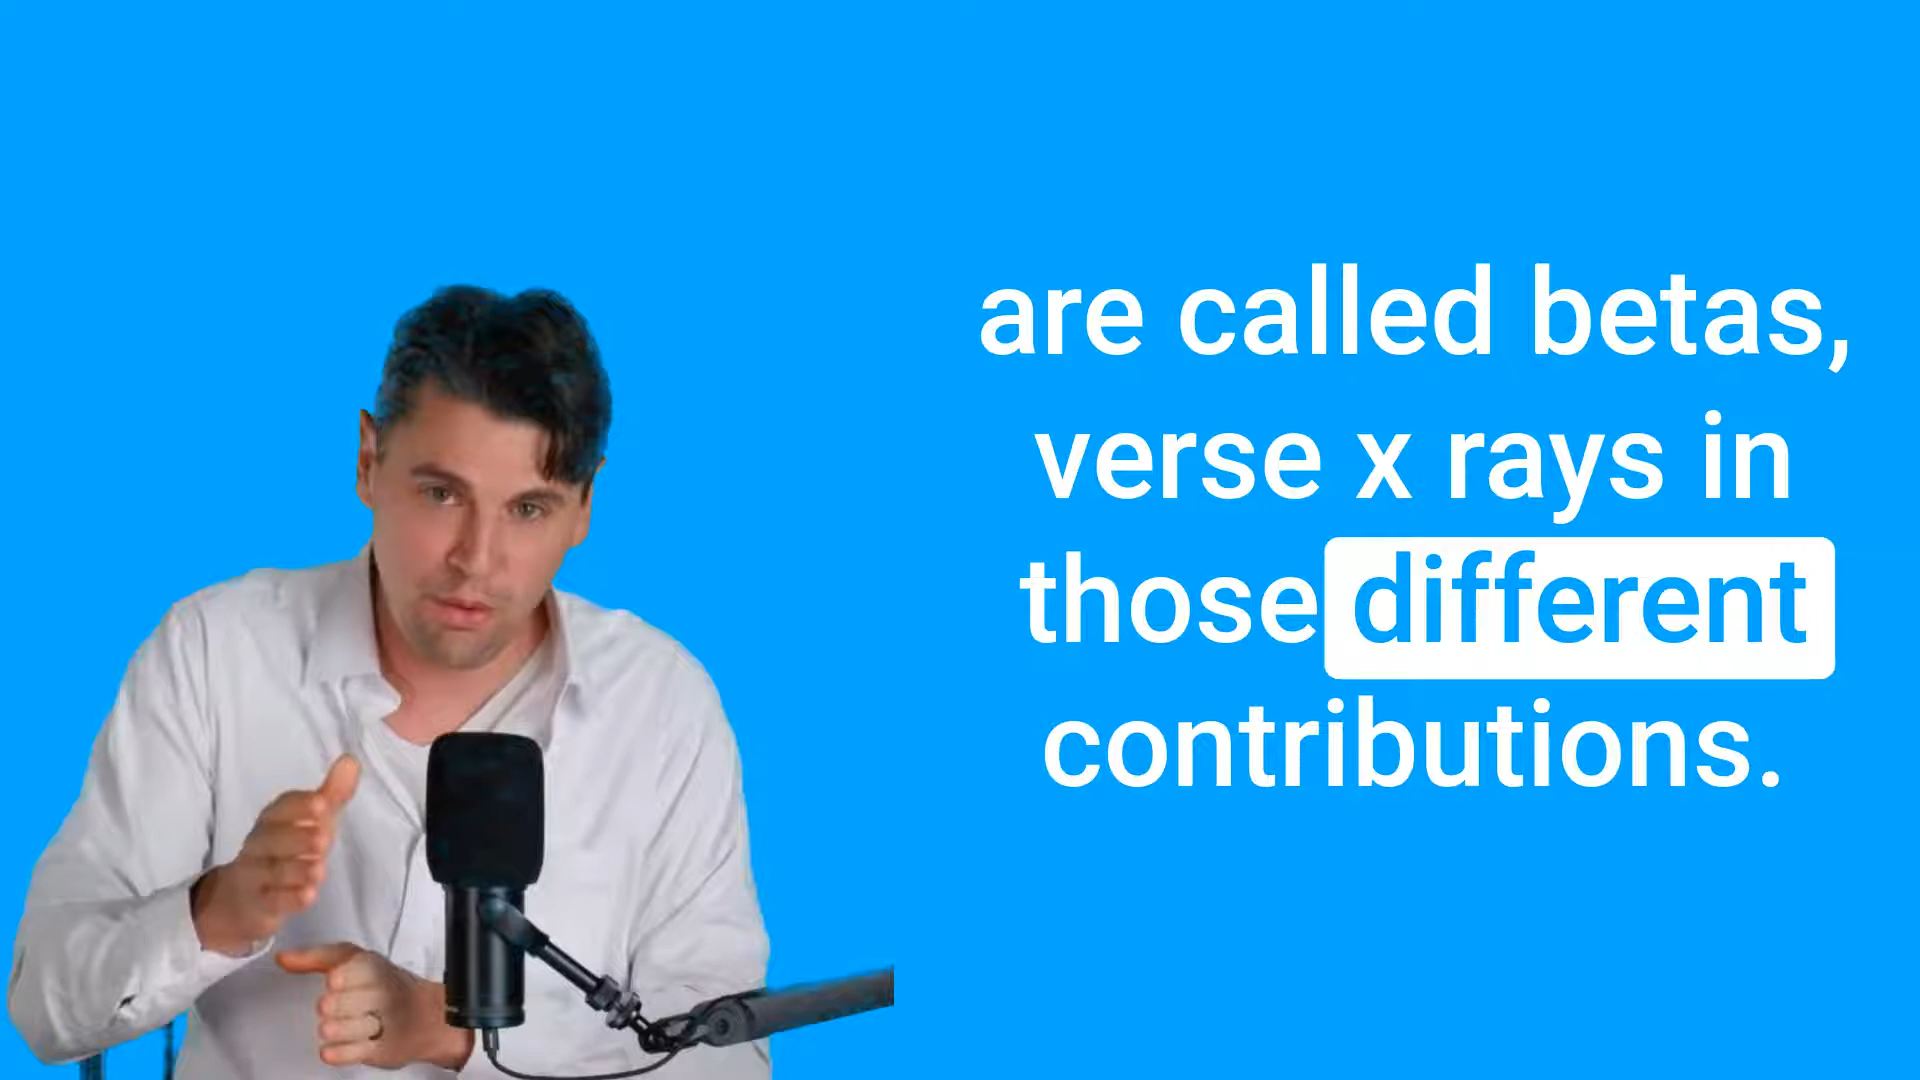 are called betas,
verse x rays in
those different
contributions.